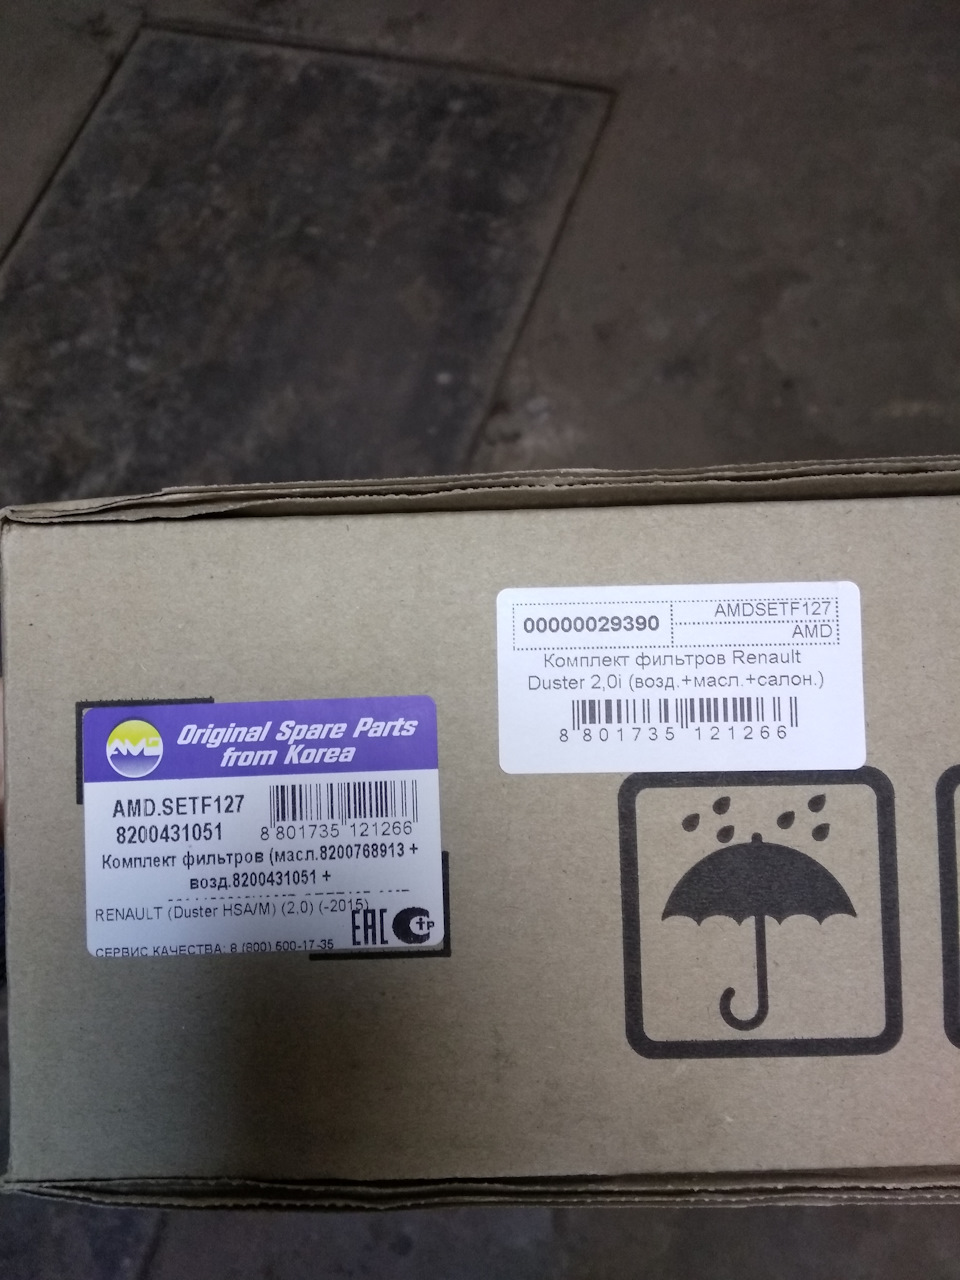 00000029390
AMDSETF127
AMD
Комплект фильтров Renault
Duster 2,0i (возд.+масл.+салон.)
8 801735 121266
AMD
Original Spare Parts
from Korea
AMD.SETF127
8200431051
8 801735 121266
Комплект фильтров (масл.8200768913 +
возд.8200431051 +
RENAULT (Duster HSA/M) (2.0) (-2015)
EAC
СТР
СЕРВИС КАЧЕСТВА: 8 (800) 500-17-35